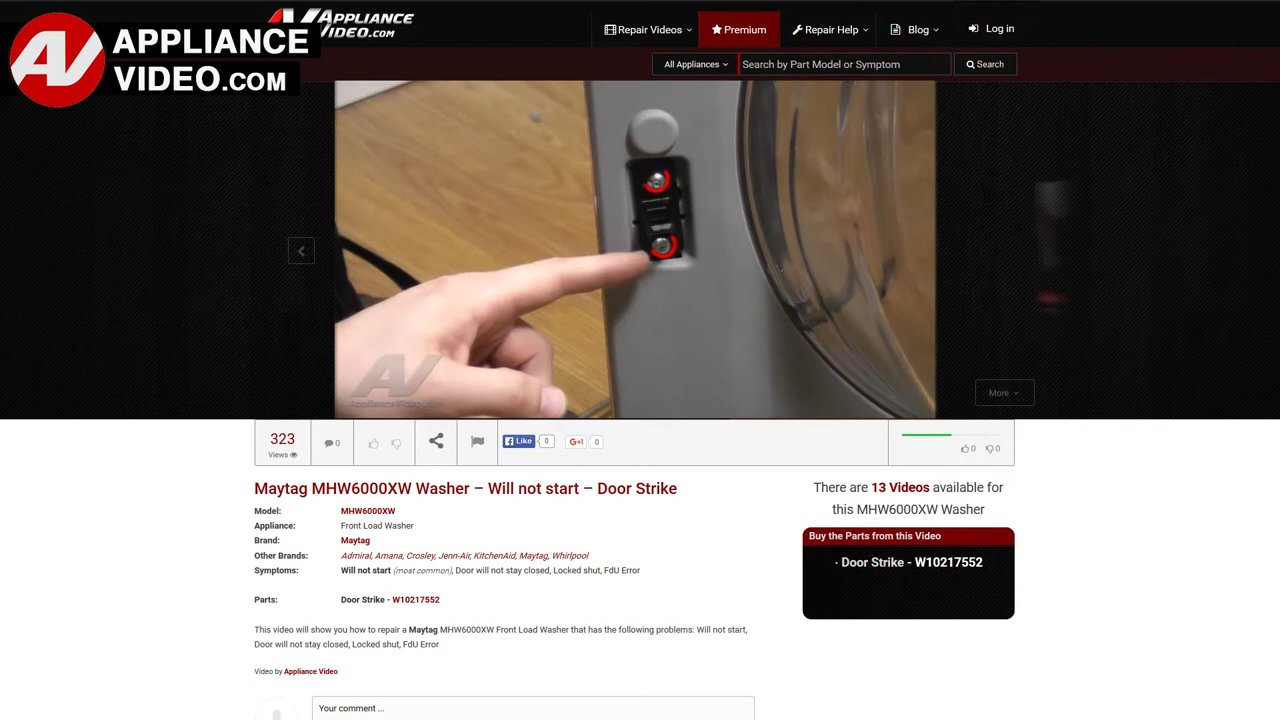 APPLIANCE
VIDEO.COM
APPLIANCE
VIDEO.COM
Repair Videos
Premium
Repair Help
Blog
Log in
All Appliances
Search by Part Model or Symptom
Search
AV
ApplianceVideo.com
More
323
Views
0
Like
0
G+1
0
0
0
Maytag MHW6000XW Washer – Will not start – Door Strike
Model: MHW6000XW
Appliance: Front Load Washer
Brand: Maytag
Other Brands: Admiral, Amana, Crosley, Jenn-Air, KitchenAid, Maytag, Whirlpool
Symptoms: Will not start (most common), Door will not stay closed, Locked shut, FdU Error
Parts: Door Strike - W10217552
This video will show you how to repair a Maytag MHW6000XW Front Load Washer that has the following problems: Will not start,
Door will not stay closed, Locked shut, FdU Error
Video by Appliance Video
Your comment ...
There are 13 Videos available for
this MHW6000XW Washer
Buy the Parts from this Video
· Door Strike - W10217552